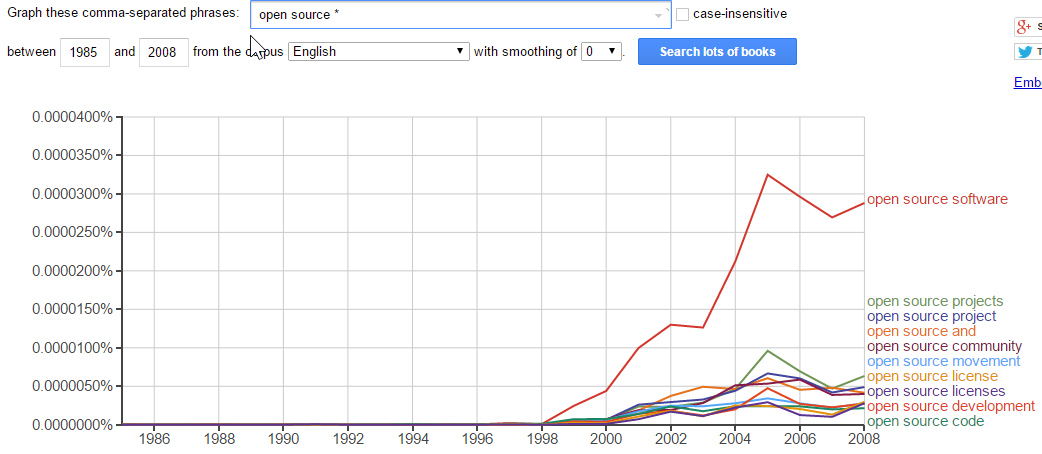 Graph these comma-separated phrases: open source * case-insensitive
between 1985 and 2008 from the corpus English with smoothing of 0 . Search lots of books
Emb
0.0000400%
0.0000350%
0.0000300%
0.0000250%
0.0000200%
0.0000150%
0.0000100%
0.0000050%
0.0000000%
1986 1988 1990 1992 1994 1996 1998 2000 2002 2004 2006 2008
open source software
open source projects
open source project
open source and
open source community
open source movement
open source license
open source licenses
open source development
open source code